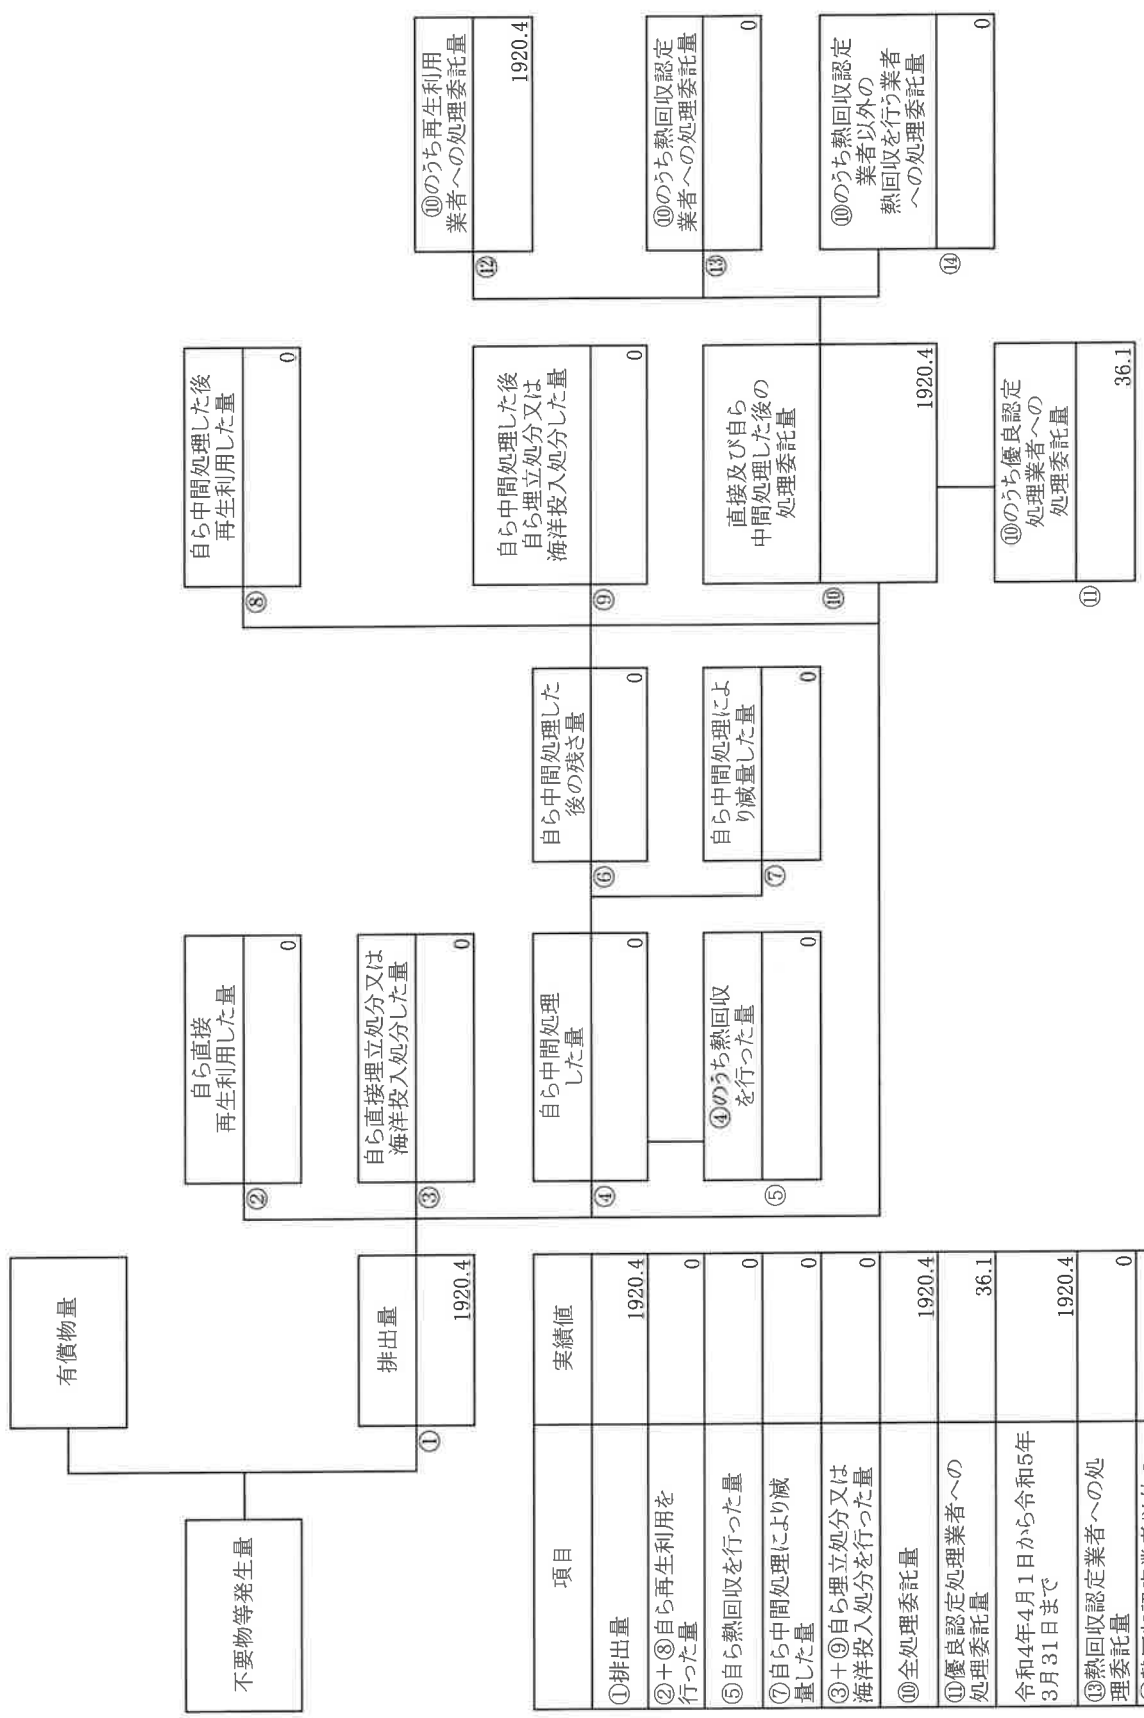 不要物等発生量
有償物量
排出量
①
1920.4
自ら直接
再生利用した量
②
0
自ら直接埋立処分又は
海洋投入処分した量
③
0
自ら中間処理
した量
④
0
④のうち熱回収
を行った量
⑤
0
自ら中間処理した
後の残さ量
⑥
0
自ら中間処理によ
り減量した量
⑦
0
自ら中間処理した後
再生利用した量
⑧
0
自ら中間処理した後
自ら埋立処分又は
海洋投入処分した量
⑨
0
直接及び自ら
中間処理した後の
処理委託量
⑩
1920.4
⑩のうち優良認定
処理業者への
処理委託量
⑪
36.1
⑩のうち再生利用
業者への処理委託量
⑫
1920.4
⑩のうち熱回収認定
業者への処理委託量
⑬
0
⑩のうち熱回収認定
業者以外の
熱回収を行う業者
への処理委託量
⑭
0
項目 実績値
①排出量 1920.4
②+⑧自ら再生利用を
行った量 0
⑤自ら熱回収を行った量 0
⑦自ら中間処理により減
量した量 0
③+⑨自ら埋立処分又は
海洋投入処分を行った量 0
⑩全処理委託量 1920.4
⑪優良認定処理業者への
処理委託量 36.1
令和4年4月1日から令和5年
3月31日まで 1920.4
⑬熱回収認定業者への処
理委託量 0